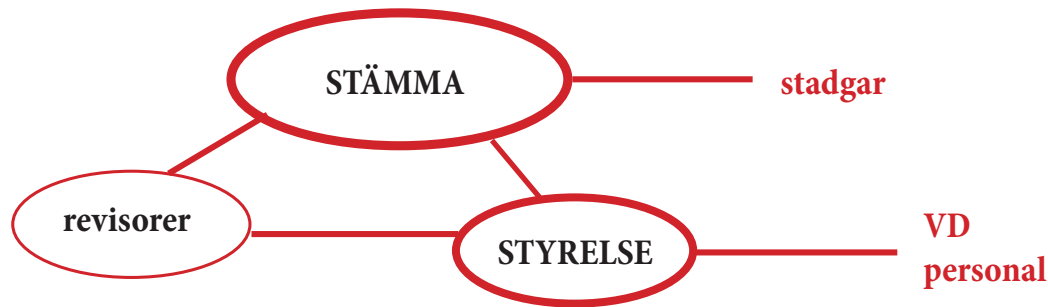 STÄMMA
stadgar
revisorer
STYRELSE
VD
personal